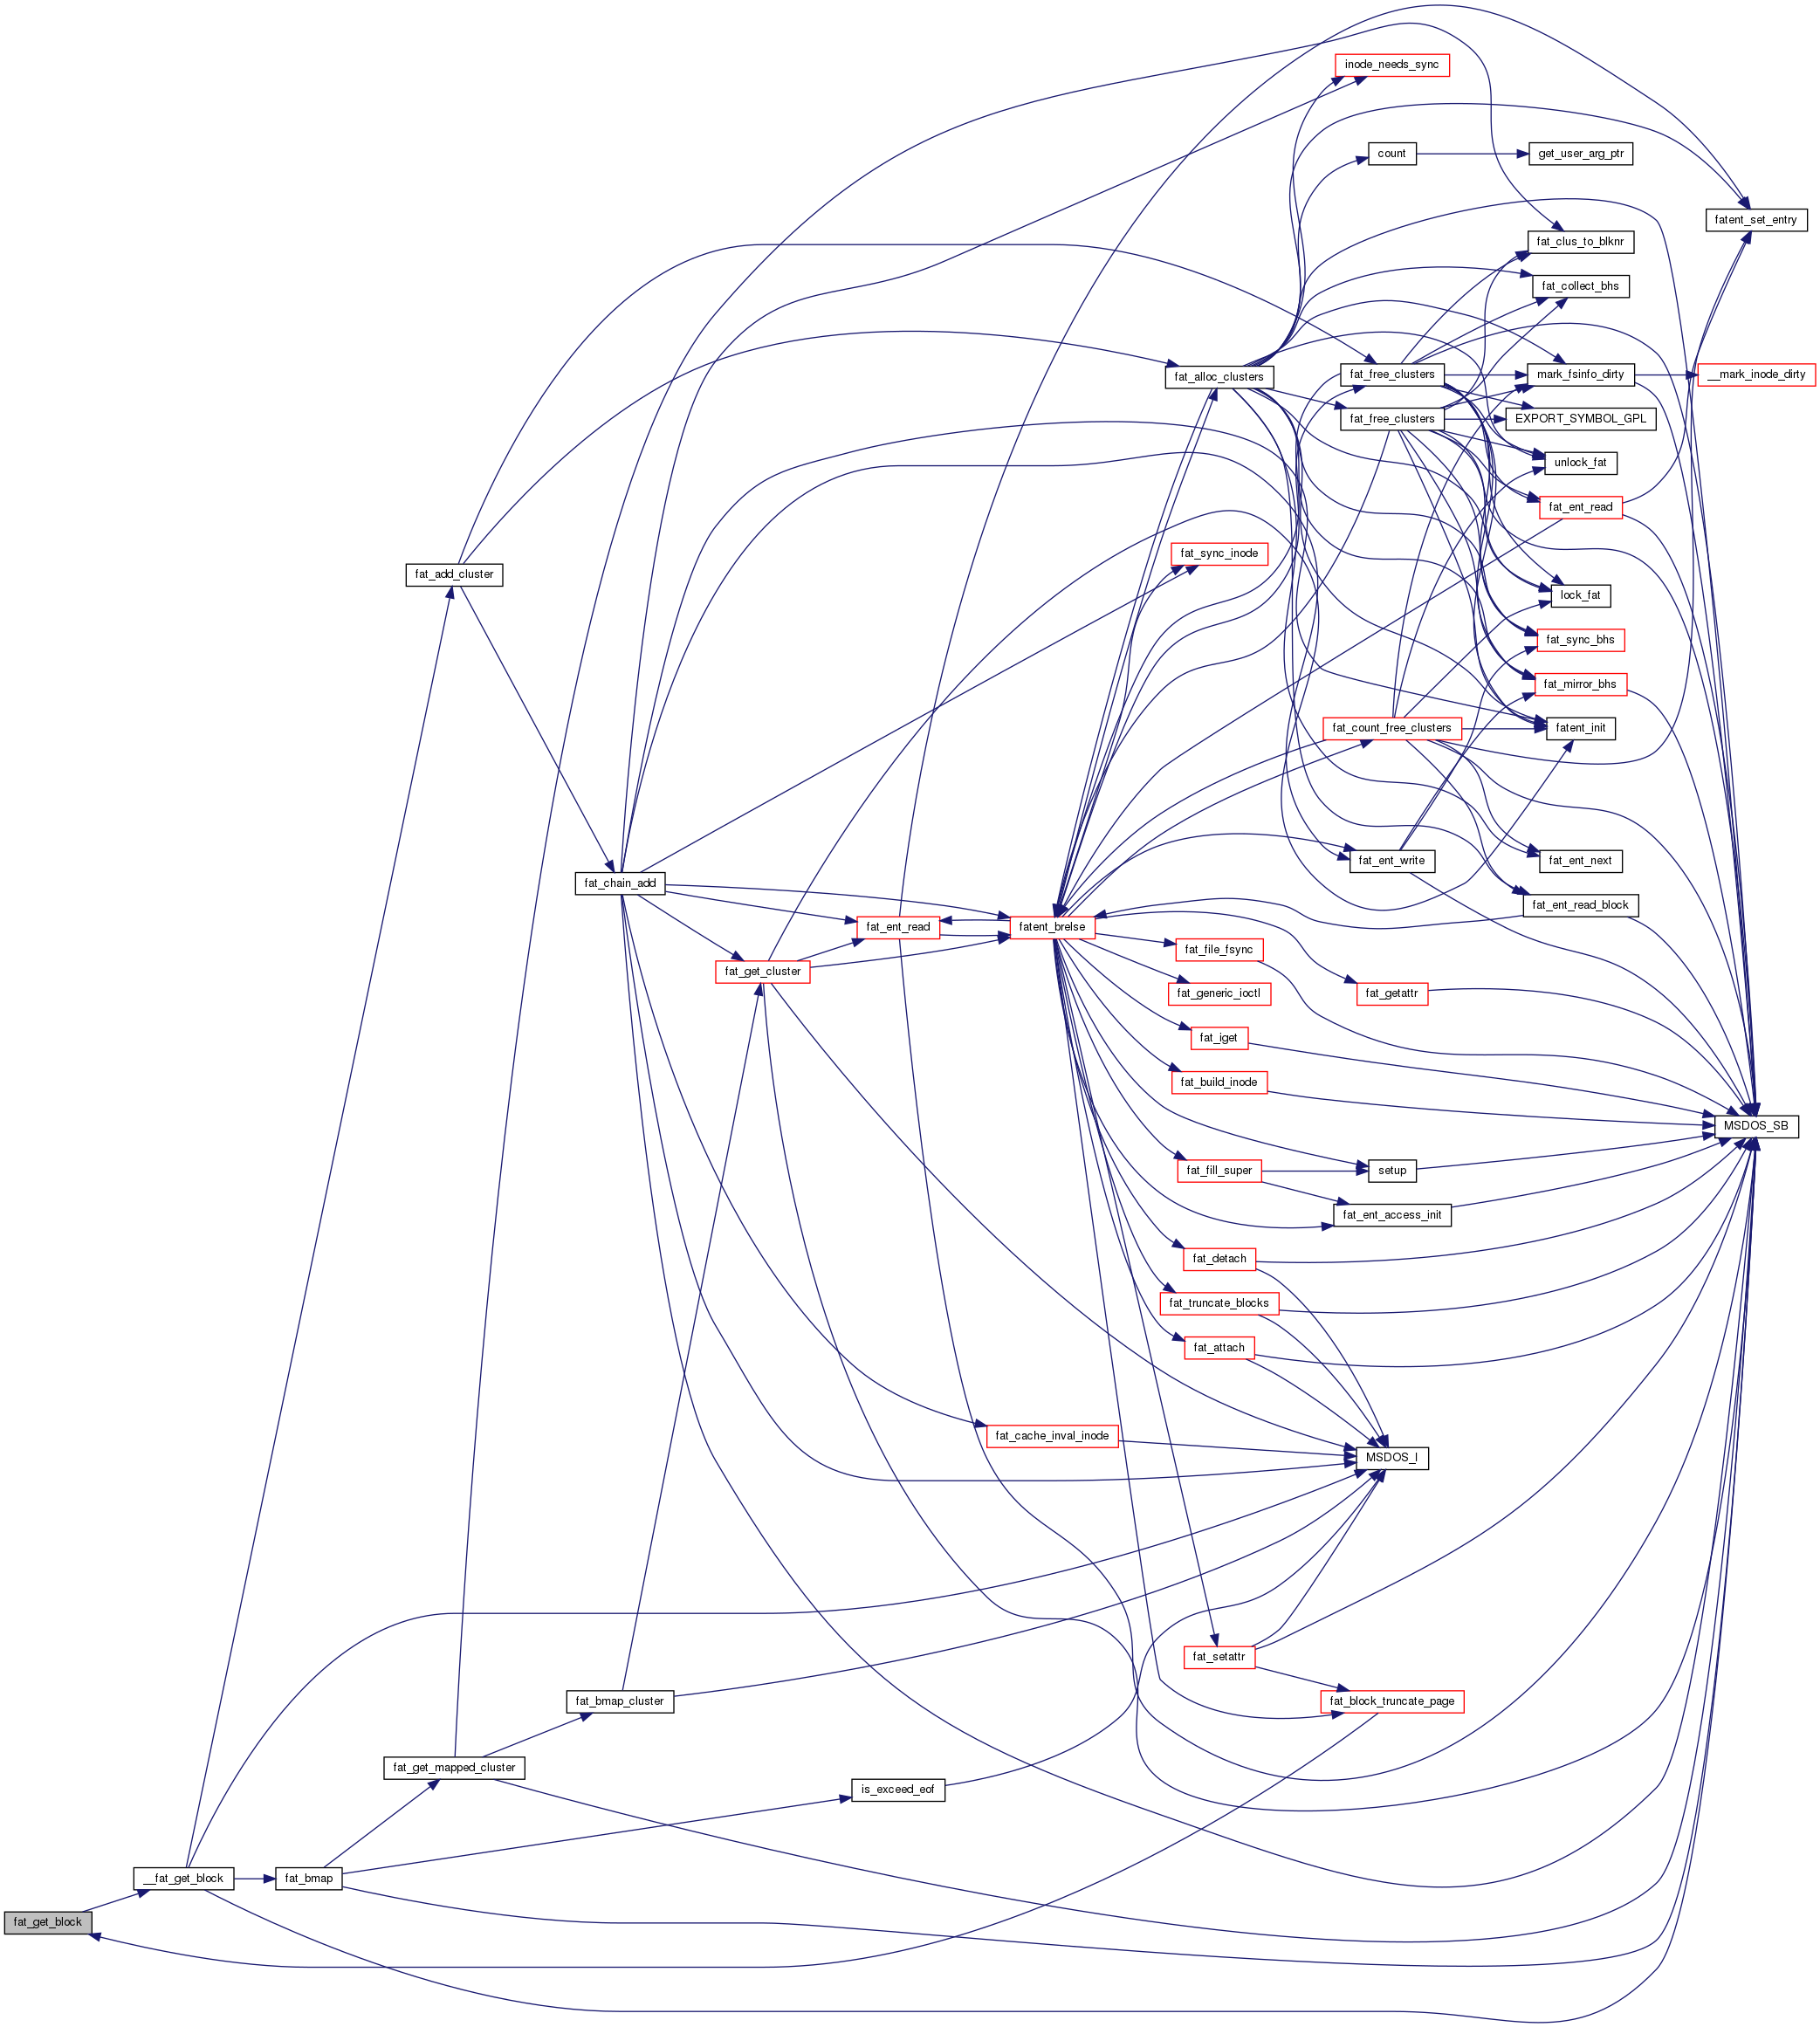 inode_needs_sync
count
get_user_arg_ptr
fatent_set_entry
fat_clus_to_blknr
fat_collect_bhs
fat_alloc_clusters
fat_free_clusters
mark_fsinfo_dirty
__mark_inode_dirty
fat_free_clusters
EXPORT_SYMBOL_GPL
unlock_fat
fat_ent_read
fat_sync_inode
fat_add_cluster
lock_fat
fat_sync_bhs
fat_mirror_bhs
fat_count_free_clusters
fatent_init
fat_ent_write
fat_ent_next
fat_chain_add
fat_ent_read_block
fat_ent_read
fatent_brelse
fat_file_fsync
fat_get_cluster
fat_generic_ioctl
fat_getattr
fat_iget
fat_build_inode
MSDOS_SB
fat_fill_super
setup
fat_ent_access_init
fat_detach
fat_truncate_blocks
fat_attach
fat_cache_inval_inode
MSDOS_I
fat_setattr
fat_bmap_cluster
fat_block_truncate_page
fat_get_mapped_cluster
is_exceed_eof
__fat_get_block
fat_bmap
fat_get_block